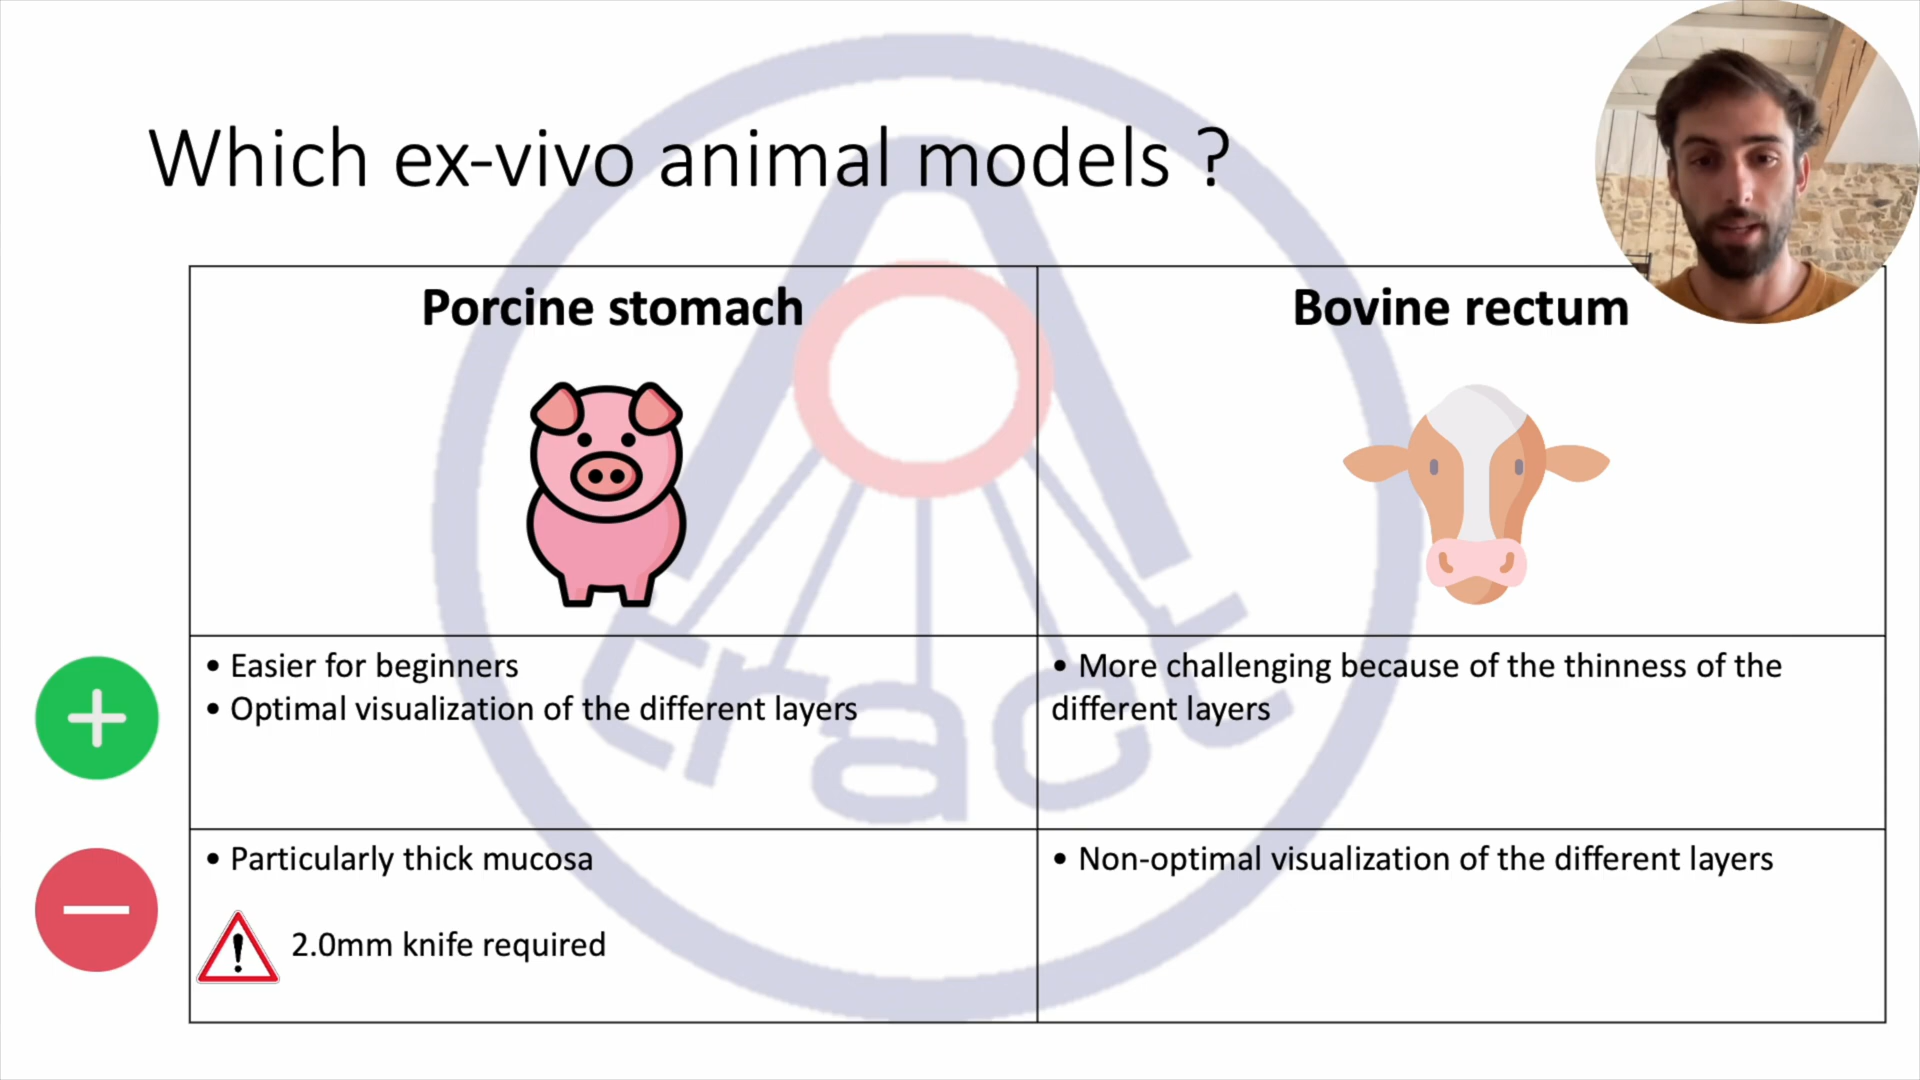 Which ex-vivo animal models ?
Porcine stomach
Bovine rectum
• Easier for beginners
• Optimal visualization of the different layers
• More challenging because of the thinness of the
different layers
• Particularly thick mucosa
2.0mm knife required
• Non-optimal visualization of the different layers
tract